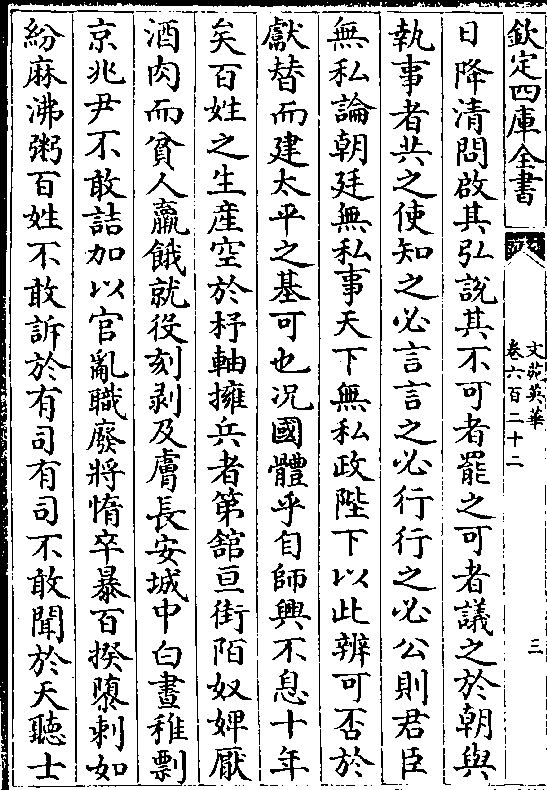 欽定四庫全書
文苑英華
卷六百二十二
三
日降清問啟其弘說其不可者罷之可者議之於朝與
執事者共之使知之必言言之必行行之必公則君臣
無私論朝廷無私事天下無私政陛下以此辨可否於
獻替而建太平之基可也况國體乎自師興不息十年
矣百姓之生產空於杼軸擁兵者第舘亘街陌奴婢厭
酒肉而貧人羸餓就役刻剥及膚長安城中白晝稚剽
京兆尹不敢詰加以官亂職廢將惰卒暴百揆隳刺如
紛麻沸粥百姓不敢訴於有司有司不敢聞於天聽士